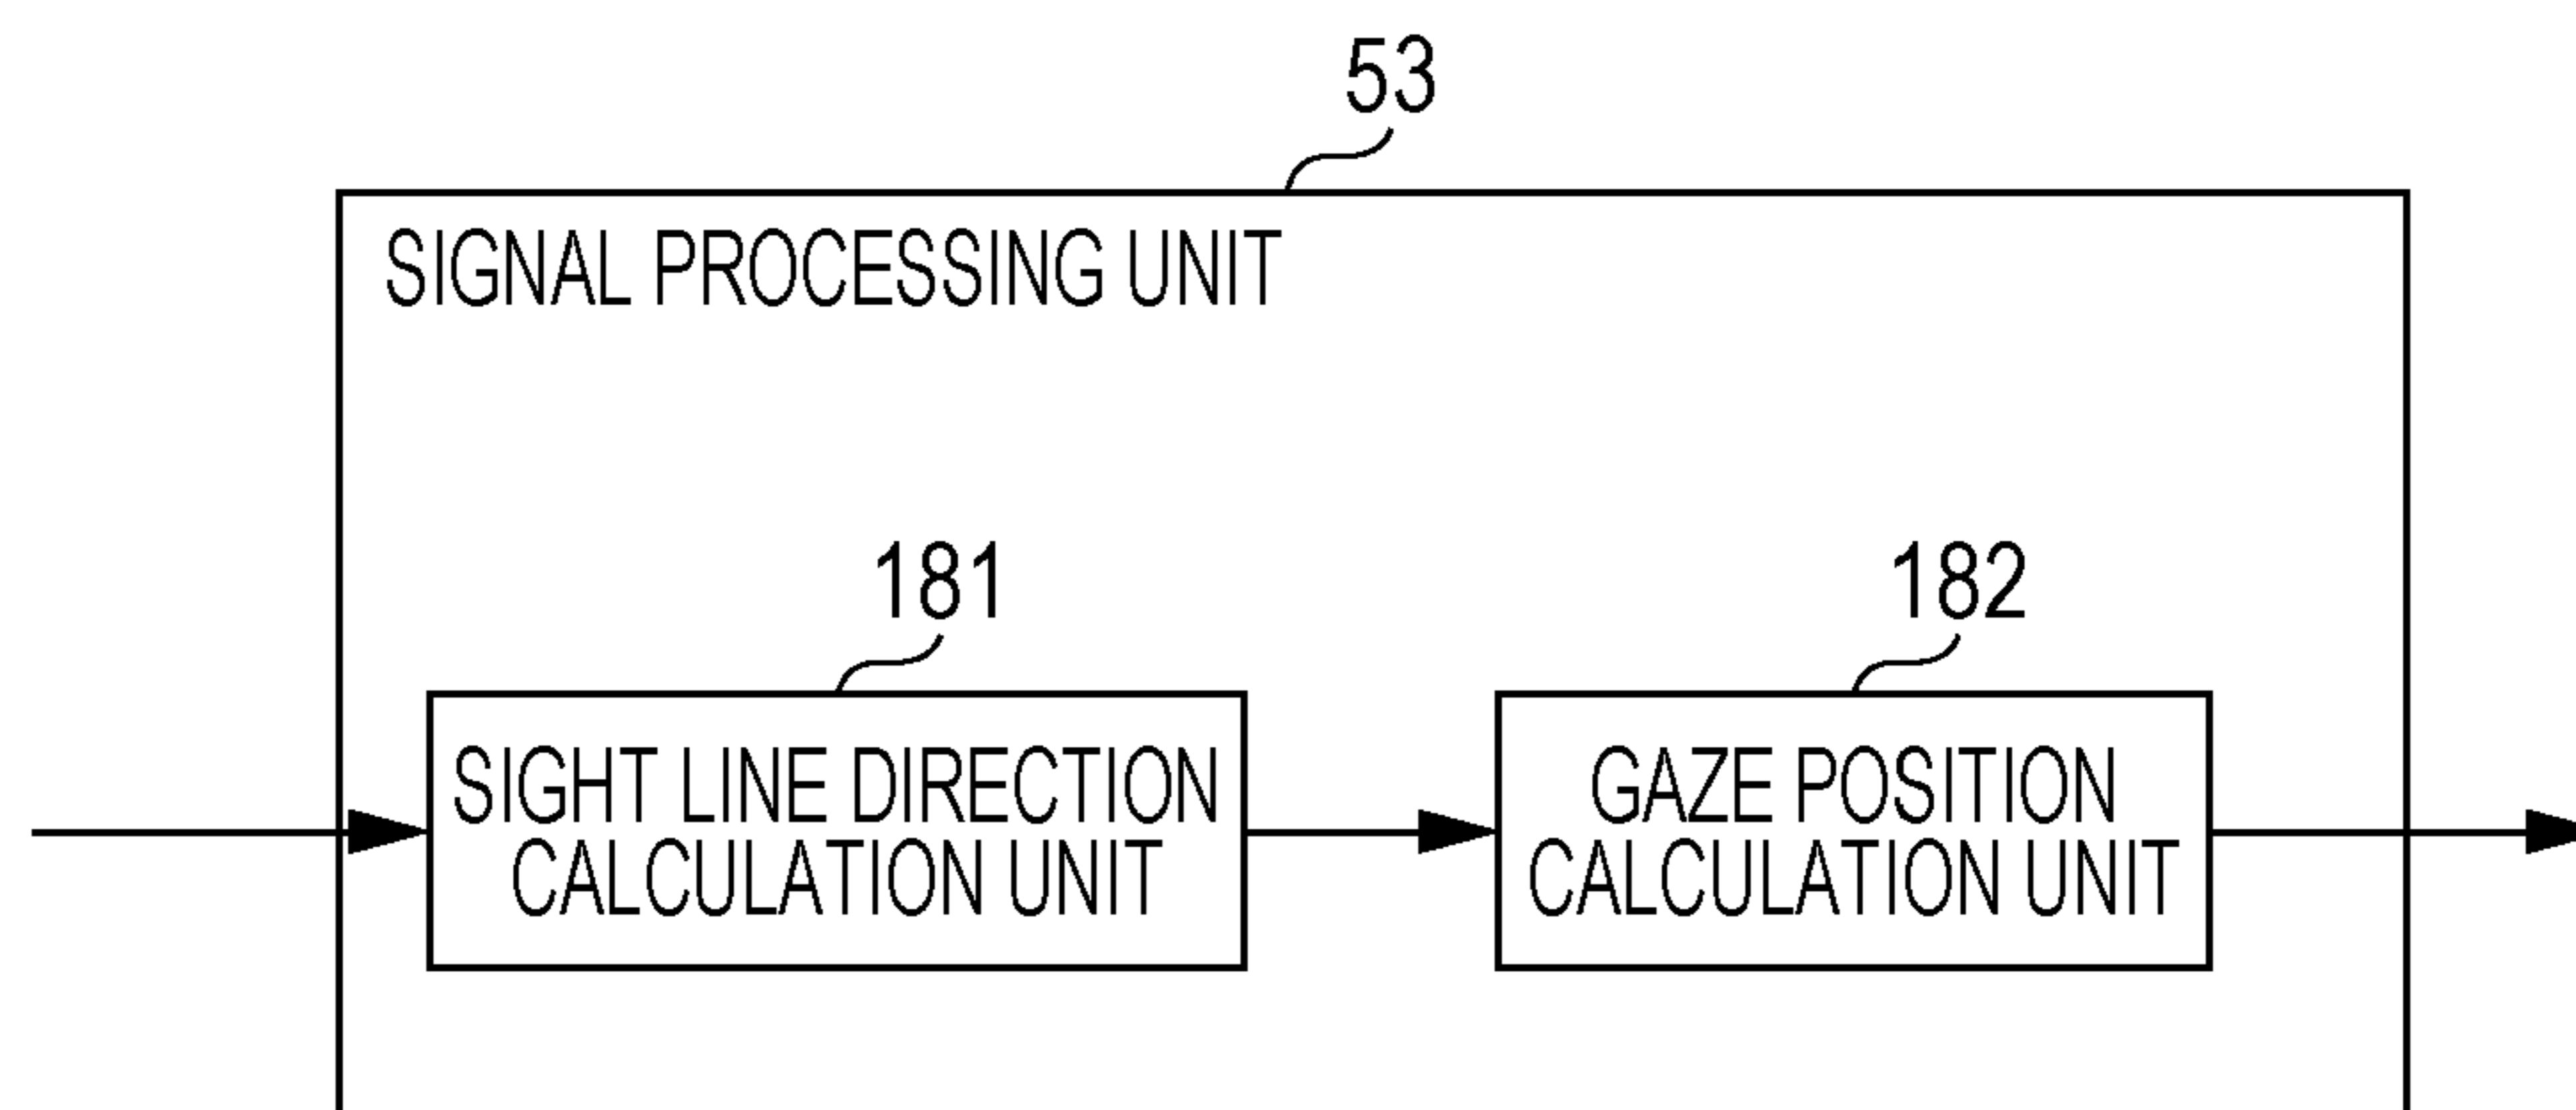 53
SIGNAL PROCESSING UNIT
181
182
SIGHT LINE DIRECTION
CALCULATION UNIT
GAZE POSITION
CALCULATION UNIT